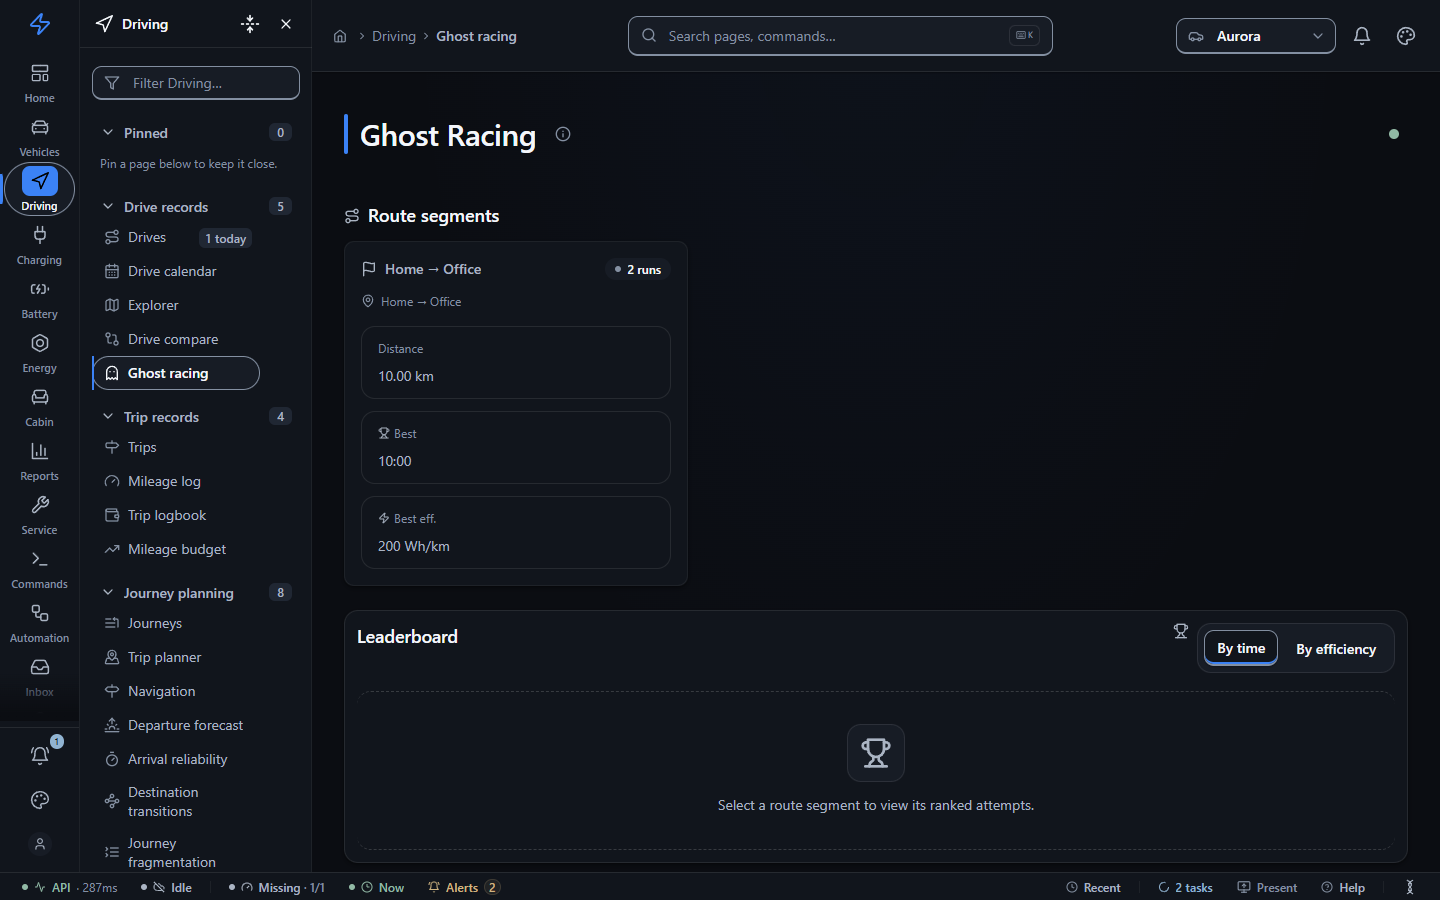 Driving
Driving
Ghost racing
Search pages, commands...
K
Aurora
Home
Vehicles
Driving
Charging
Battery
Energy
Cabin
Reports
Service
Commands
Automation
Inbox
1
Filter Driving...
Pinned
0
Pin a page below to keep it close.
Drive records
5
Drives
1 today
Drive calendar
Explorer
Drive compare
Ghost racing
Trip records
4
Trips
Mileage log
Trip logbook
Mileage budget
Journey planning
8
Journeys
Trip planner
Navigation
Departure forecast
Arrival reliability
Destination
transitions
Journey
fragmentation
Ghost Racing
Route segments
Home → Office
2 runs
Home → Office
Distance
10.00 km
Best
10:00
Best eff.
200 Wh/km
Leaderboard
By time
By efficiency
Select a route segment to view its ranked attempts.
API · 287ms
Idle
Missing · 1/1
Now
Alerts 2
Recent
2 tasks
Present
Help